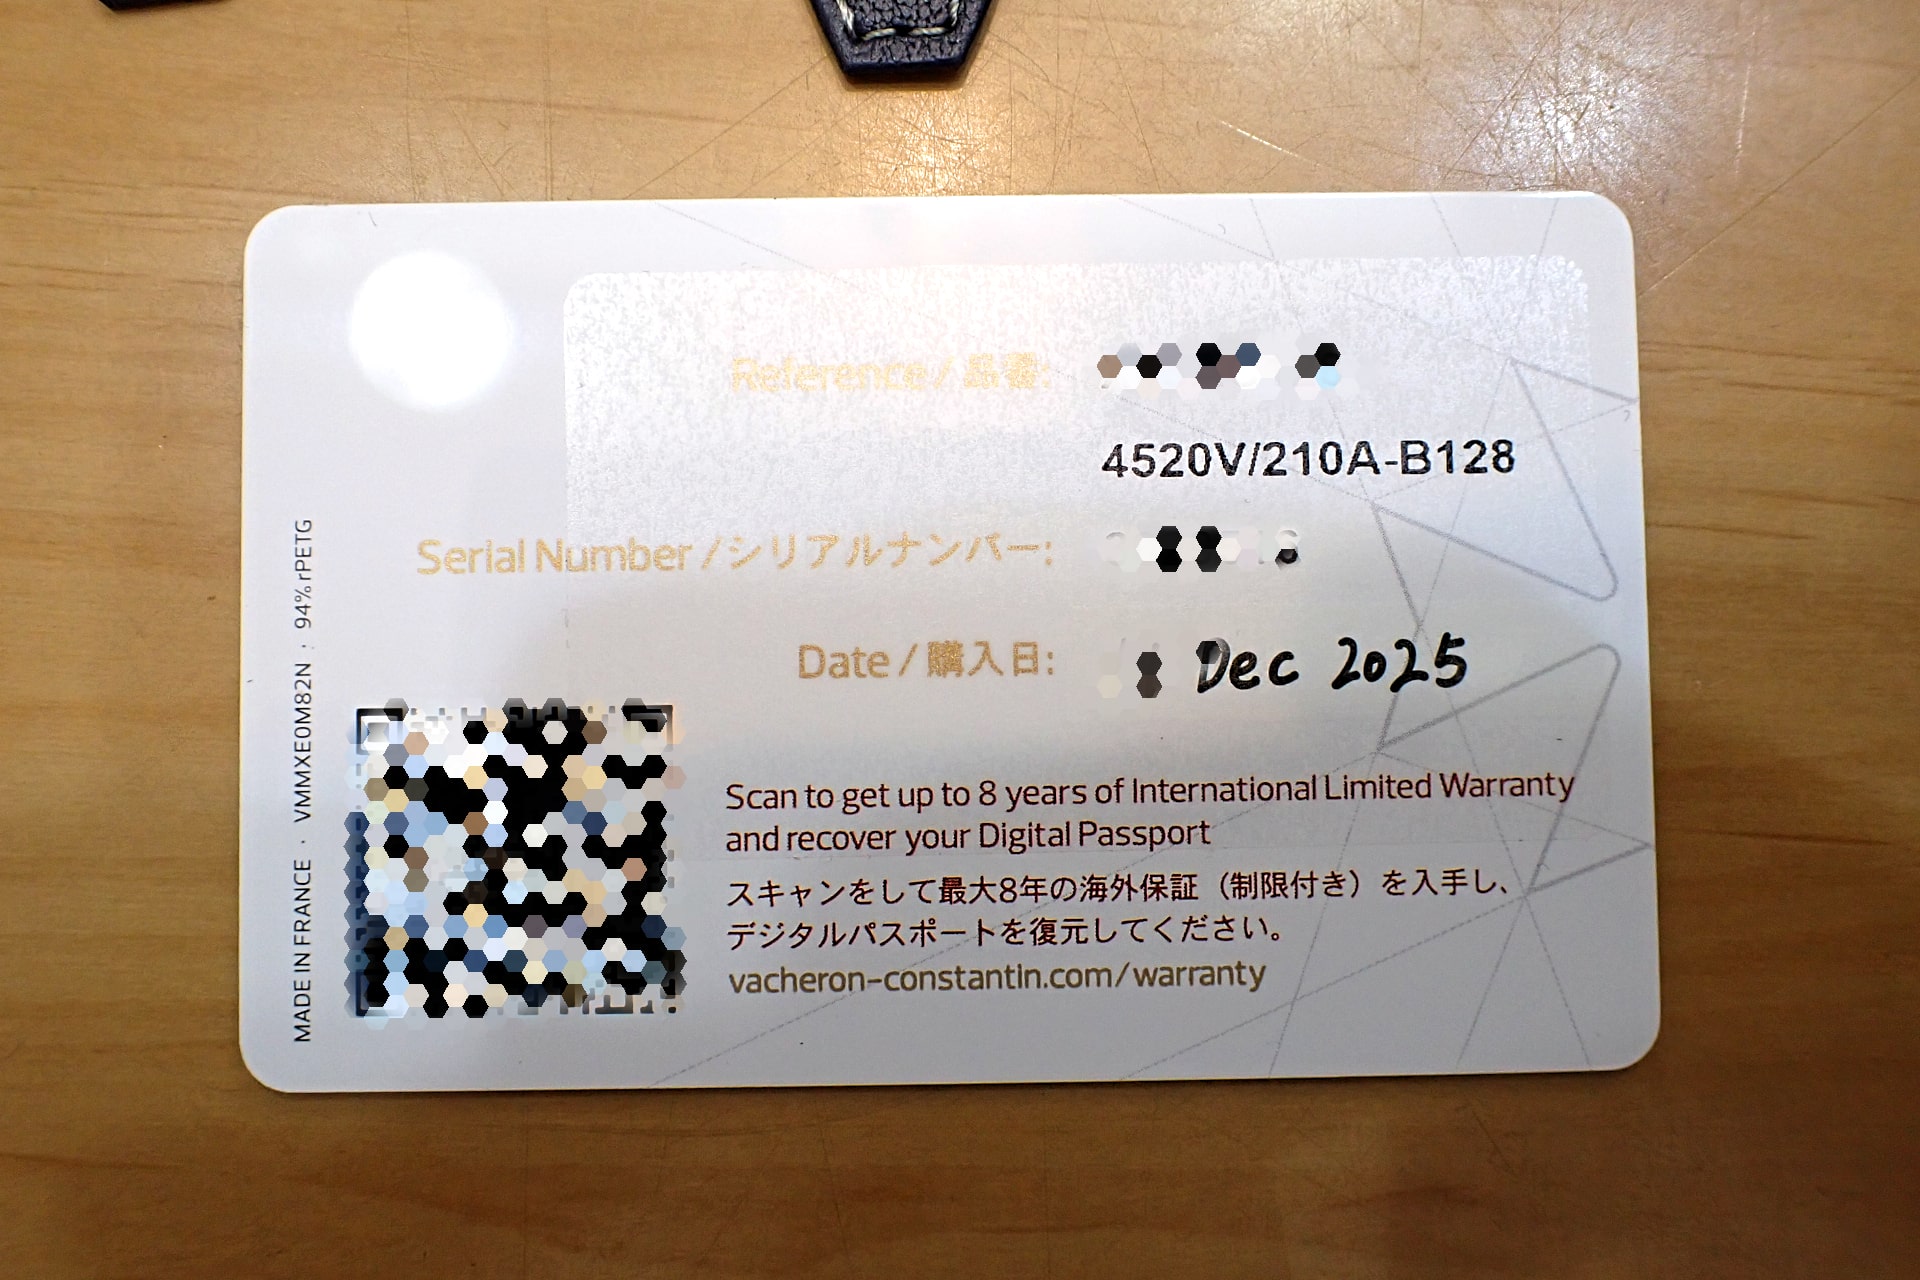 Reference / 品番:
4520V/210A-B128
Serial Number / シリアルナンバー:
Date / 購入日: Dec 2025
Scan to get up to 8 years of International Limited Warranty
and recover your Digital Passport
スキャンをして最大8年の海外保証（制限付き）を入手し、
デジタルパスポートを復元してください。
vacheron-constantin.com/warranty
MADE IN FRANCE · VMMXE0M82N : 94% rPETG